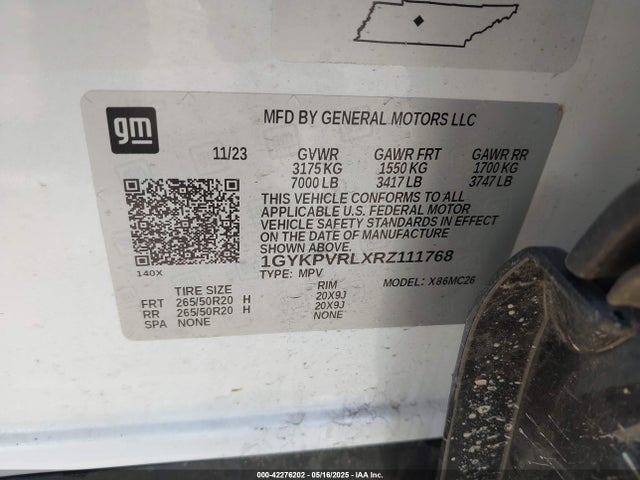 gm
MFD BY GENERAL MOTORS LLC
11/23 GVWR GAWR FRT GAWR RR
3175 KG 1550 KG 1700 KG
7000 LB 3417 LB 3747 LB
THIS VEHICLE CONFORMS TO ALL
APPLICABLE U.S. FEDERAL MOTOR
VEHICLE SAFETY STANDARDS IN EFFECT
ON THE DATE OF MANUFACTURE
SHOWN ABOVE.
1GYKPVRLXRZ111768
140X
TYPE: MPV MODEL: X86MC26
TIRE SIZE RIM
FRT 265/50R20 H 20X9J
RR 265/50R20 H 20X9J
SPA NONE NONE
000-42276202 - 05/16/2025 - IAA Inc.